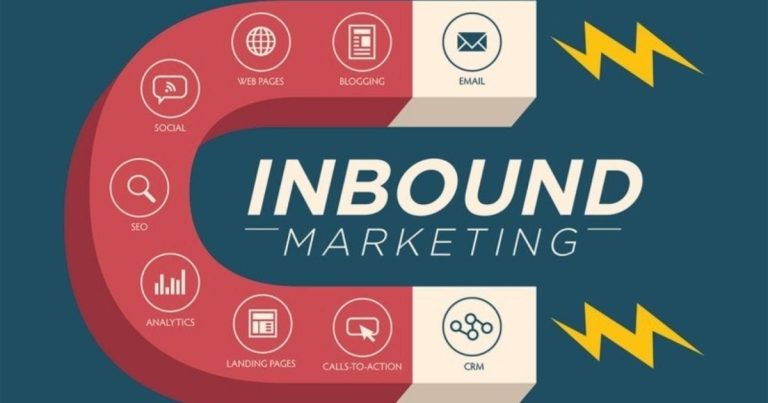 WEB PAGES
BLOGGING
EMAIL
SOCIAL
SEO
INBOUND
MARKETING
ANALYTICS
LANDING PAGES
CALLS-TO-ACTION
CRM